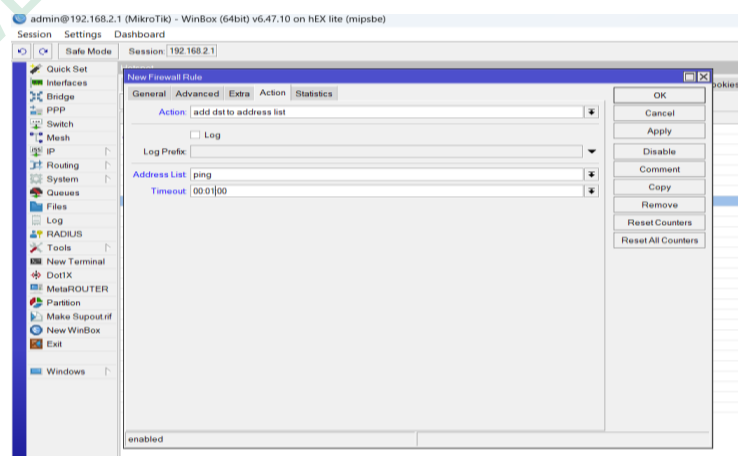 admin@192.168.2.1 (MikroTik) - WinBox (64bit) v6.47.10 on hEX lite (mipsbe)
Session Settings Dashboard
Safe Mode Session: 192.168.2.1
Quick Set
Interfaces
Bridge
PPP
Switch
Mesh
IP
Routing
System
Queues
Files
Log
RADIUS
Tools
New Terminal
Dot1X
MetaROUTER
Partition
Make Supout.rif
New WinBox
Exit
Windows
New Firewall Rule
General Advanced Extra Action Statistics
Action: add dst to address list
Log
Log Prefix:
Address List: ping
Timeout: 00:01:00
enabled
OK
Cancel
Apply
Disable
Comment
Copy
Remove
Reset Counters
Reset All Counters